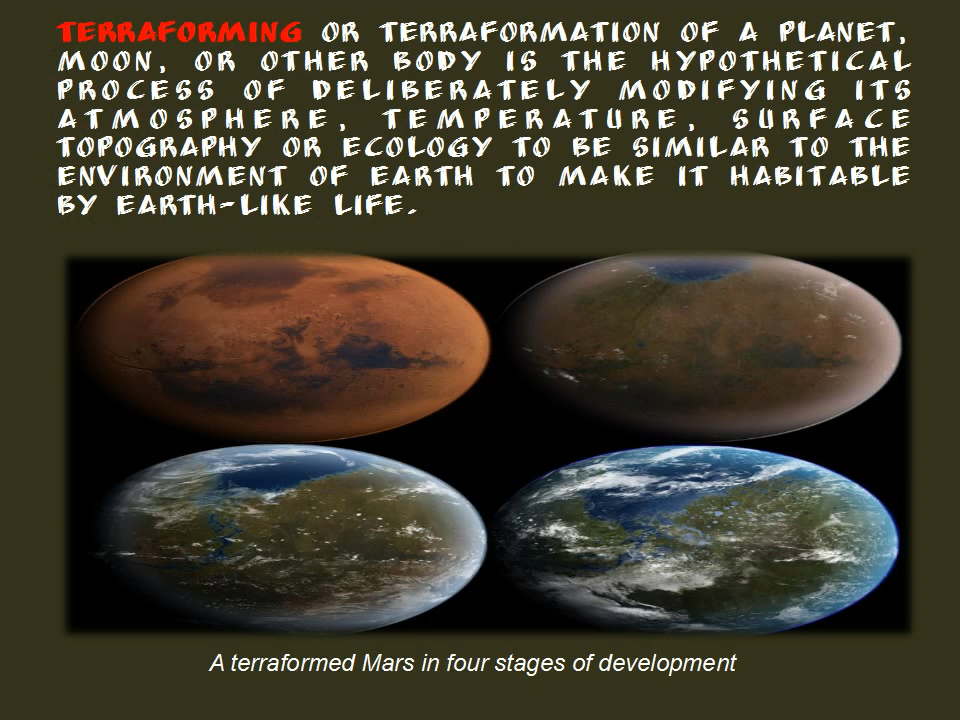 TERRAFORMING OR TERRAFORMATION OF A PLANET,
MOON, OR OTHER BODY IS THE HYPOTHETICAL
PROCESS OF DELIBERATELY MODIFYING ITS
ATMOSPHERE, TEMPERATURE, SURFACE
TOPOGRAPHY OR ECOLOGY TO BE SIMILAR TO THE
ENVIRONMENT OF EARTH TO MAKE IT HABITABLE
BY EARTH-LIKE LIFE.
A terraformed Mars in four stages of development